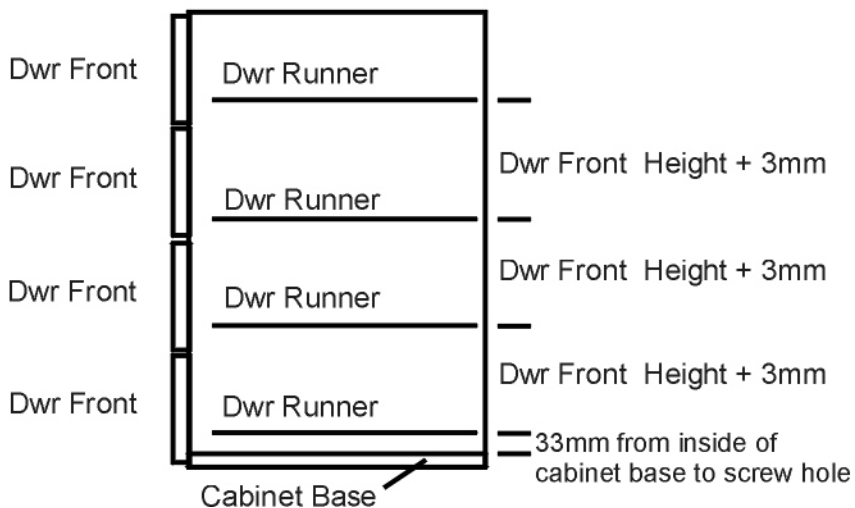 Dwr Front
Dwr Runner
Dwr Front Height + 3mm
Dwr Front
Dwr Runner
Dwr Front Height + 3mm
Dwr Front
Dwr Runner
Dwr Front Height + 3mm
Dwr Front
Dwr Runner
33mm from inside of
cabinet base to screw hole
Cabinet Base